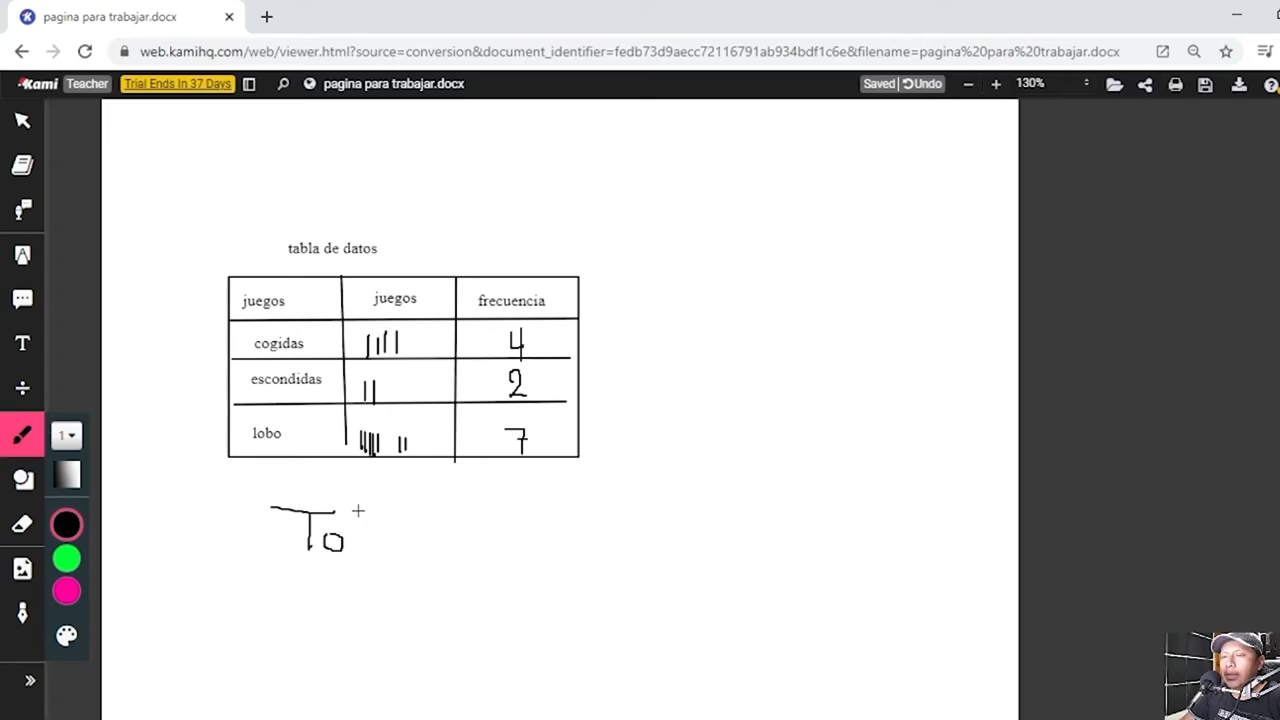 pagina para trabajar.docx
web.kamihq.com/web/viewer.html?source=conversion&document_identifier=fedb73d9aecc72116791ab934bdf1c6e&filename=pagina%20para%20trabajar.docx
Kami Teacher Trial Ends In 37 Days pagina para trabajar.docx Saved Undo 130%
tabla de datos
juegos juegos frecuencia
cogidas 4
escondidas 2
lobo 7
To
1